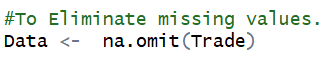 #To Eliminate missing values.
Data <-  na.omit(Trade)